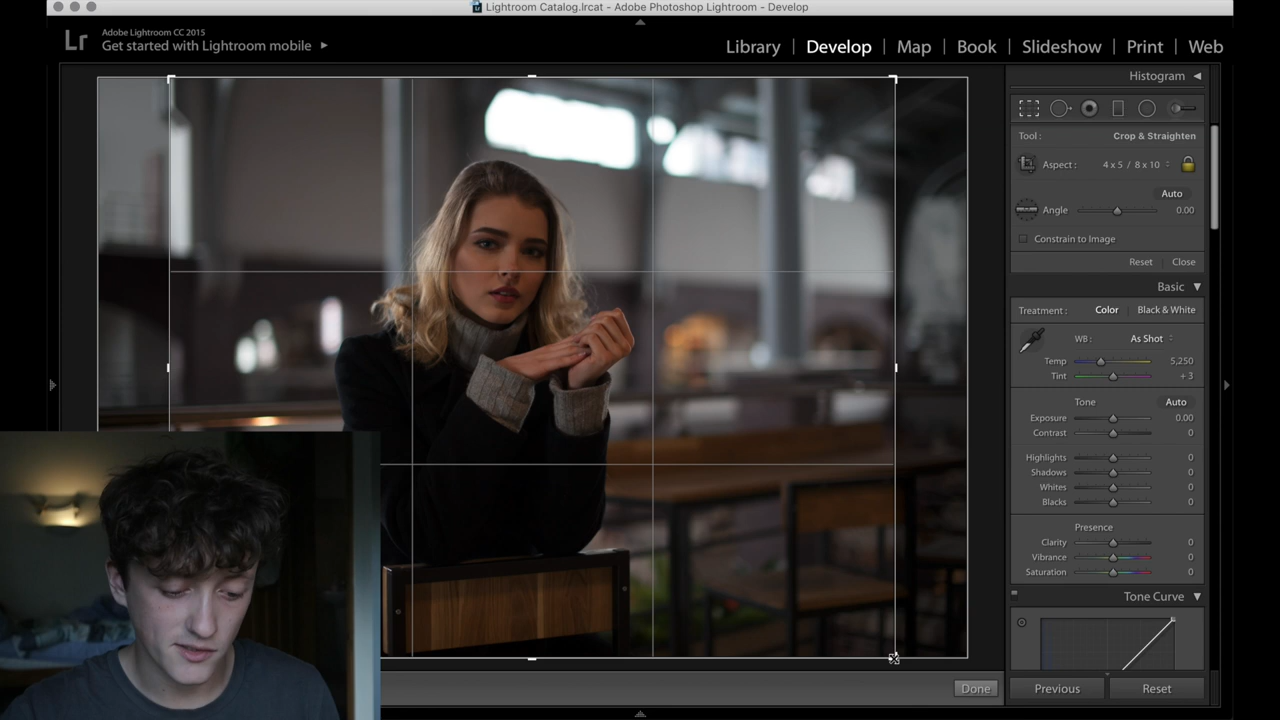 Lightroom Catalog.lrcat - Adobe Photoshop Lightroom - Develop
Lr
Adobe Lightroom CC 2015
Get started with Lightroom mobile
Library | Develop | Map | Book | Slideshow | Print | Web
Histogram
Tool : Crop & Straighten
Aspect : 4 x 5 / 8 x 10
Auto
Angle 0.00
Constrain to Image
Reset Close
Basic
Treatment : Color | Black & White
WB : As Shot
Temp 5,250
Tint + 3
Tone Auto
Exposure 0.00
Contrast 0
Highlights 0
Shadows 0
Whites 0
Blacks 0
Presence
Clarity 0
Vibrance 0
Saturation 0
Tone Curve
Done Previous Reset